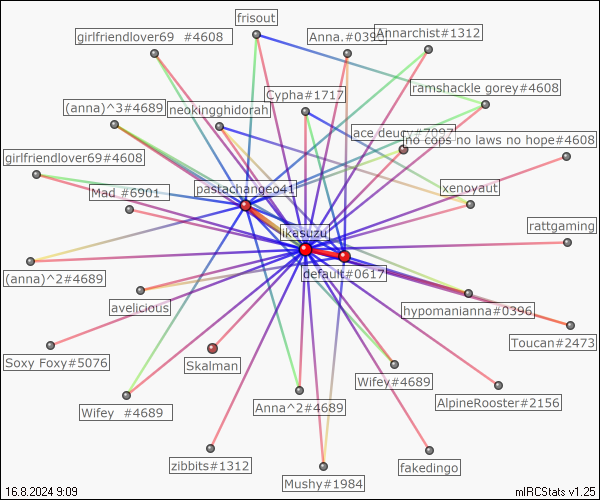 frisout
girlfriendlover69 #4608
Anna.#0390
Annarchist#1312
ramshackle gorey#4608
Cypha#1717
(anna)^3#4689
neokingghidorah
ace deucy#7097
no cops no laws no hope#4608
girlfriendlover69#4608
Mad #6901
pastachangeo41
xenoyaut
ikasuzu
rattgaming
default#0617
(anna)^2#4689
avelicious
hypomanianna#0396
Toucan#2473
Soxy Foxy#5076
Skalman
Wifey#4689
AlpineRooster#2156
Wifey #4689
Anna^2#4689
zibbits#1312
fakedingo
Mushy#1984
16.8.2024 9:09
mIRCStats v1.25